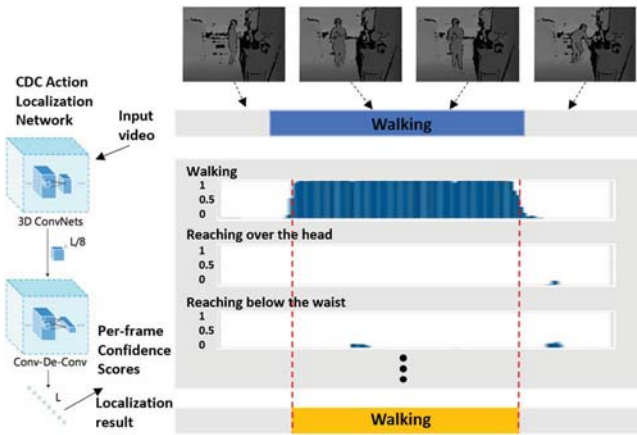 CDC Action
Localization
Network
Input
video
Walking
3D ConvNets
L/8
Conv-De-Conv
L
Per-frame
Confidence
Scores
Localization
result
Walking
1
0.5
0
Reaching over the head
1
0.5
0
Reaching below the waist
1
0.5
0
Walking